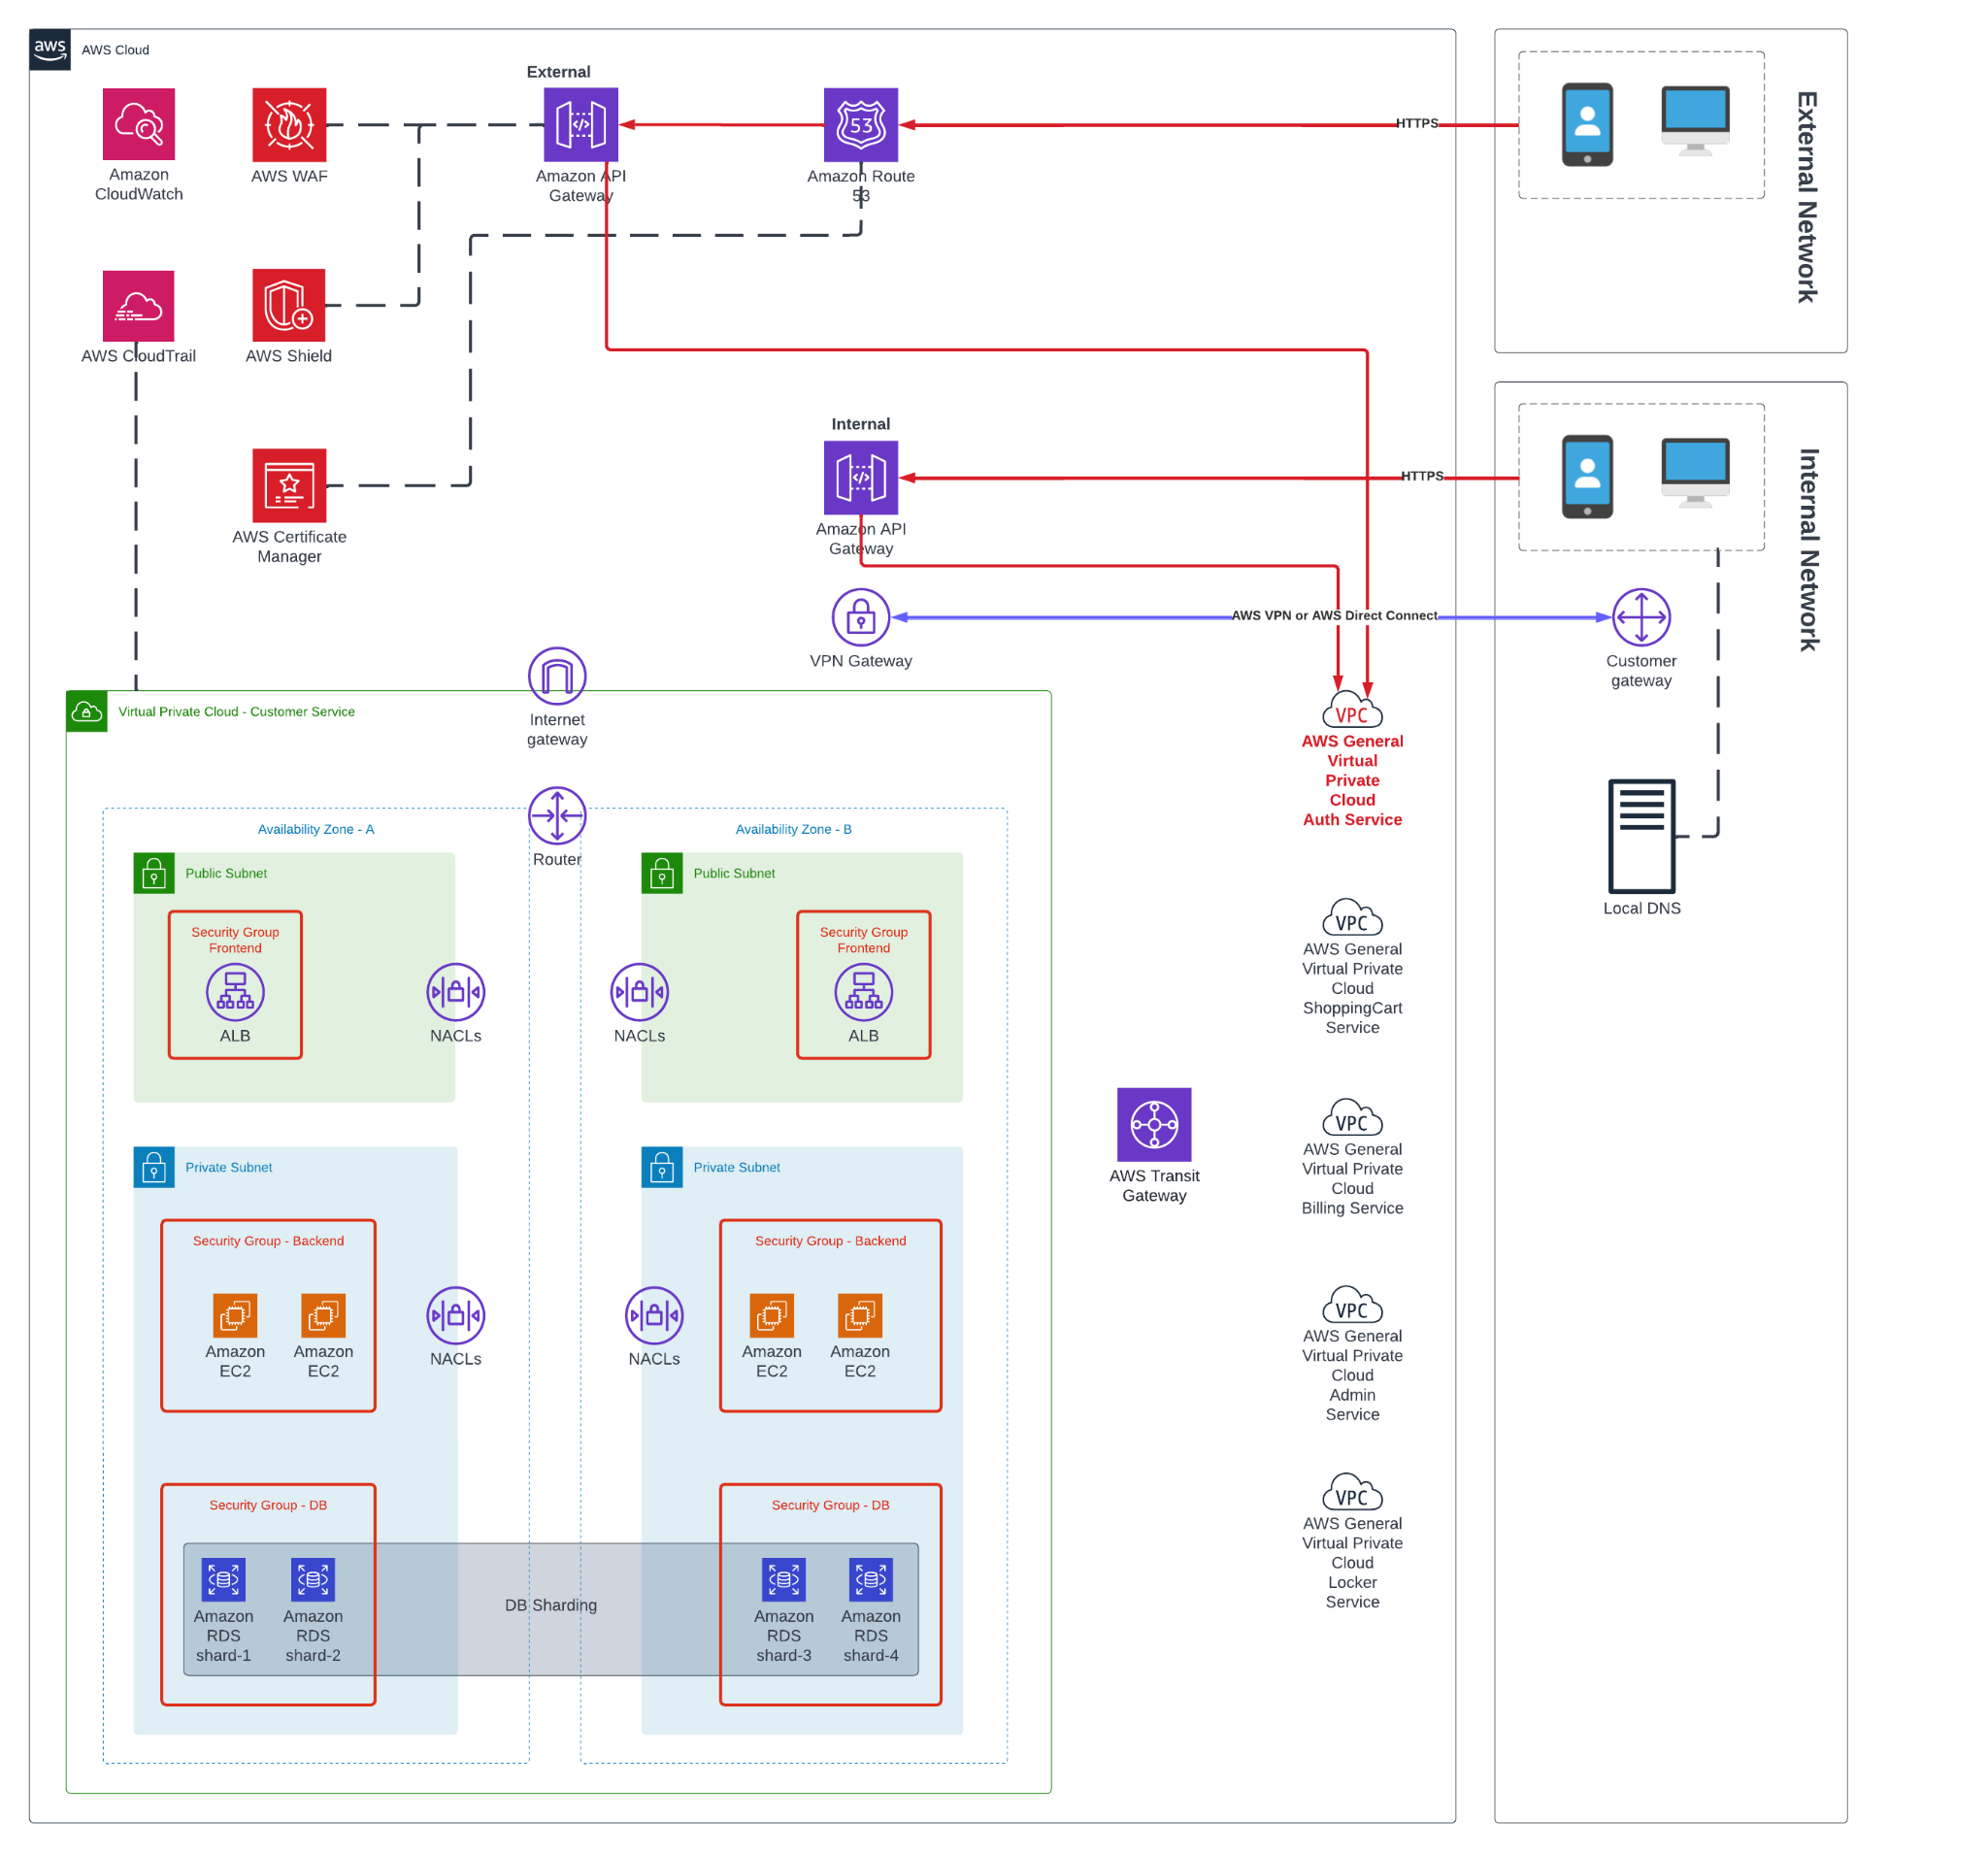 aws
AWS Cloud
External
Amazon
CloudWatch
AWS WAF
Amazon API
Gateway
53
Amazon Route
53
HTTPS
External Network
AWS CloudTrail
AWS Shield
AWS Certificate
Manager
Internal
Amazon API
Gateway
HTTPS
Internal Network
VPN Gateway
AWS VPN or AWS Direct Connect
Customer
gateway
Virtual Private Cloud - Customer Service
Internet
gateway
VPC
AWS General
Virtual
Private
Cloud
Auth Service
Local DNS
Router
Availability Zone - A
Availability Zone - B
Public Subnet
Public Subnet
Security Group
Frontend
ALB
NACLs
NACLs
Security Group
Frontend
ALB
VPC
AWS General
Virtual Private
Cloud
ShoppingCart
Service
Private Subnet
Private Subnet
AWS Transit
Gateway
VPC
AWS General
Virtual Private
Cloud
Billing Service
Security Group - Backend
Amazon
EC2
Amazon
EC2
NACLs
NACLs
Security Group - Backend
Amazon
EC2
Amazon
EC2
VPC
AWS General
Virtual Private
Cloud
Admin
Service
Security Group - DB
Amazon
RDS
shard-1
Amazon
RDS
shard-2
DB Sharding
Security Group - DB
Amazon
RDS
shard-3
Amazon
RDS
shard-4
VPC
AWS General
Virtual Private
Cloud
Locker
Service